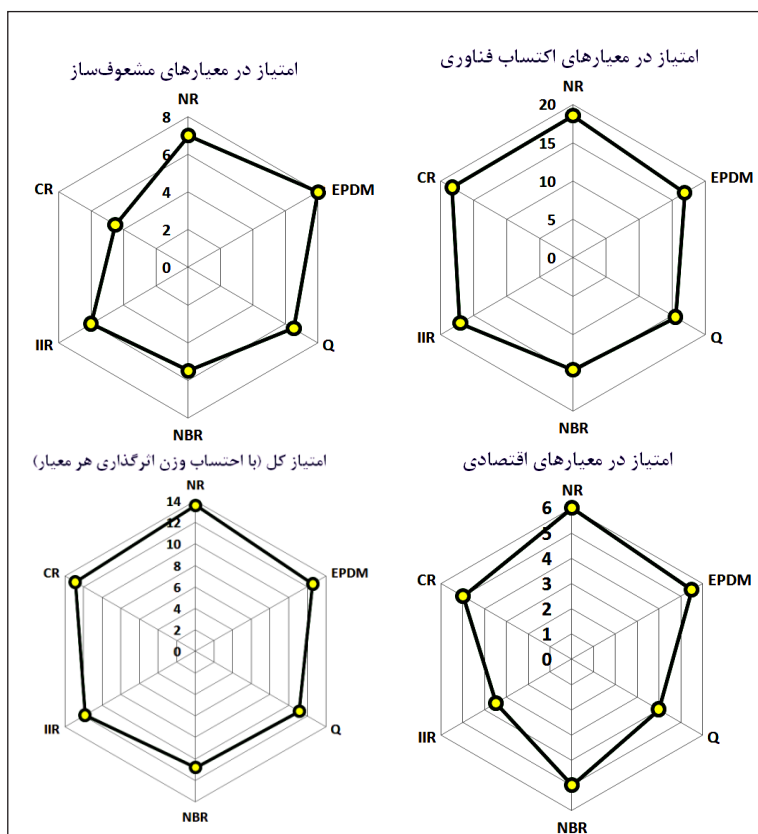 امتیاز در معیارهای مشعوف‌ساز
NR
8
6
4
2
0
EPDM
Q
NBR
IIR
CR
امتیاز در معیارهای اکتساب فناوری
NR
20
15
10
5
0
EPDM
Q
NBR
IIR
CR
امتیاز کل (با احتساب وزن اثرگذاری هر معیار)
NR
14
12
10
8
6
4
2
0
EPDM
Q
NBR
IIR
CR
امتیاز در معیارهای اقتصادی
NR
6
5
4
3
2
1
0
EPDM
Q
NBR
IIR
CR